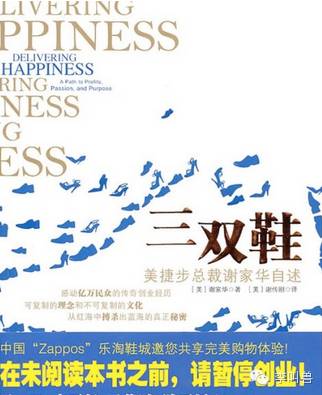 LIVERING
PPINESS
DELIVERING
HAPPINESS
A Path to Profits,
Passion, and Purpose
RING
NESS
NG
ESS
三双鞋
美捷步总裁谢家华自述
[美] 谢家华 著 [美] 谢传刚 译
感动亿万民众的传奇创业经历
可复制的理念和不可复制的文化
从红海中搏杀出蓝海的真正秘密
中国“Zappos”乐淘鞋城邀您共享完美购物体验！
在未阅读本书之前，请暂停创业！